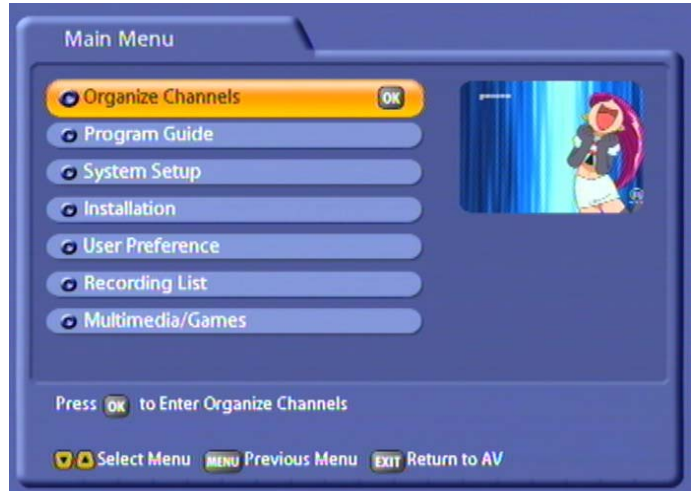 Main Menu
Organize Channels OK
Program Guide
System Setup
Installation
User Preference
Recording List
Multimedia/Games
Press OK to Enter Organize Channels
Select Menu MENU Previous Menu EXIT Return to AV